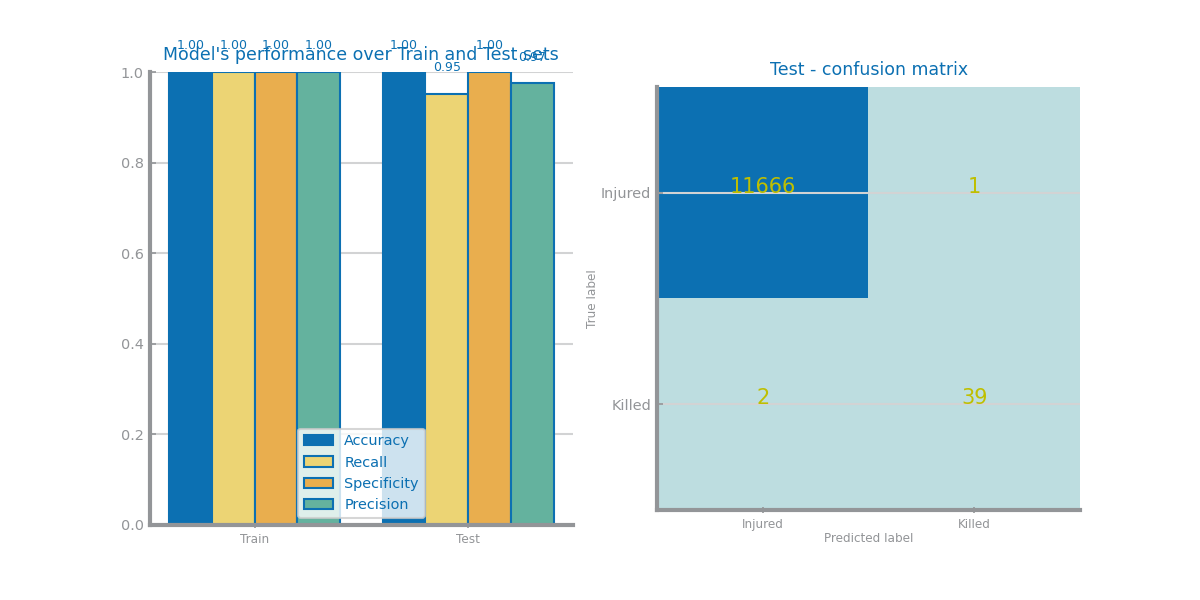 Model's performance over Train and Test sets
1.00 1.00 1.00 1.00 1.00 0.95 1.00 0.97
1.0
0.8
0.6
0.4
0.2
0.0
Train Test
Accuracy
Recall
Specificity
Precision
Test - confusion matrix
True label
Injured 11666 1
Killed 2 39
Injured Killed
Predicted label